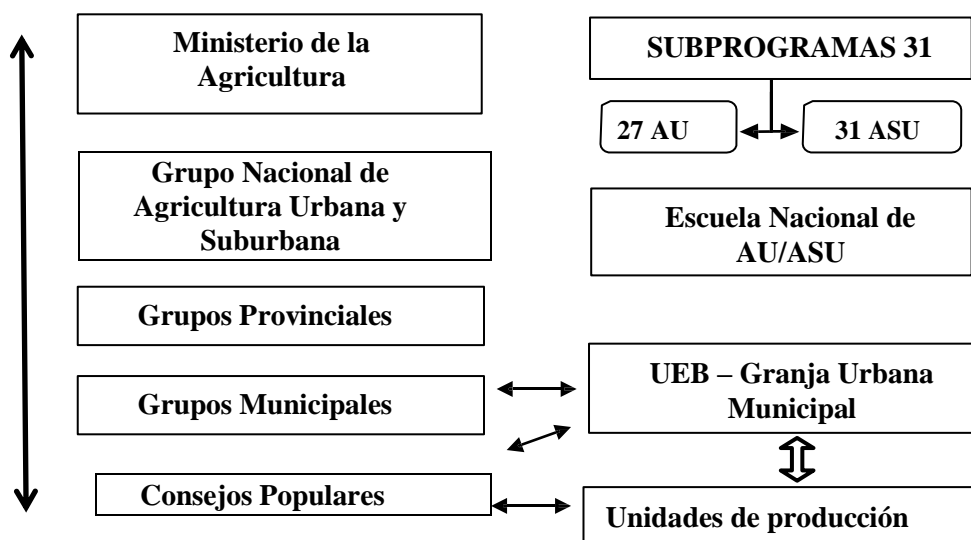 Ministerio de la
Agricultura
SUBPROGRAMAS 31
27 AU
31 ASU
Grupo Nacional de
Agricultura Urbana y
Suburbana
Escuela Nacional de
AU/ASU
Grupos Provinciales
UEB – Granja Urbana
Municipal
Grupos Municipales
Consejos Populares
Unidades de producción